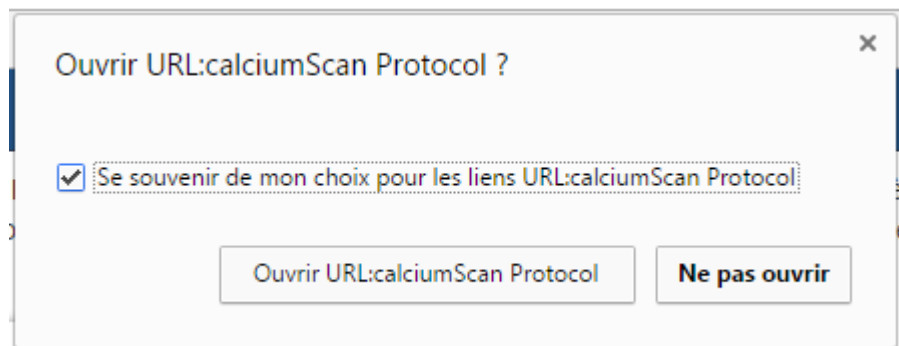 Ouvrir URL:calciumScan Protocol ?
Se souvenir de mon choix pour les liens URL:calciumScan Protocol
Ouvrir URL:calciumScan Protocol
Ne pas ouvrir